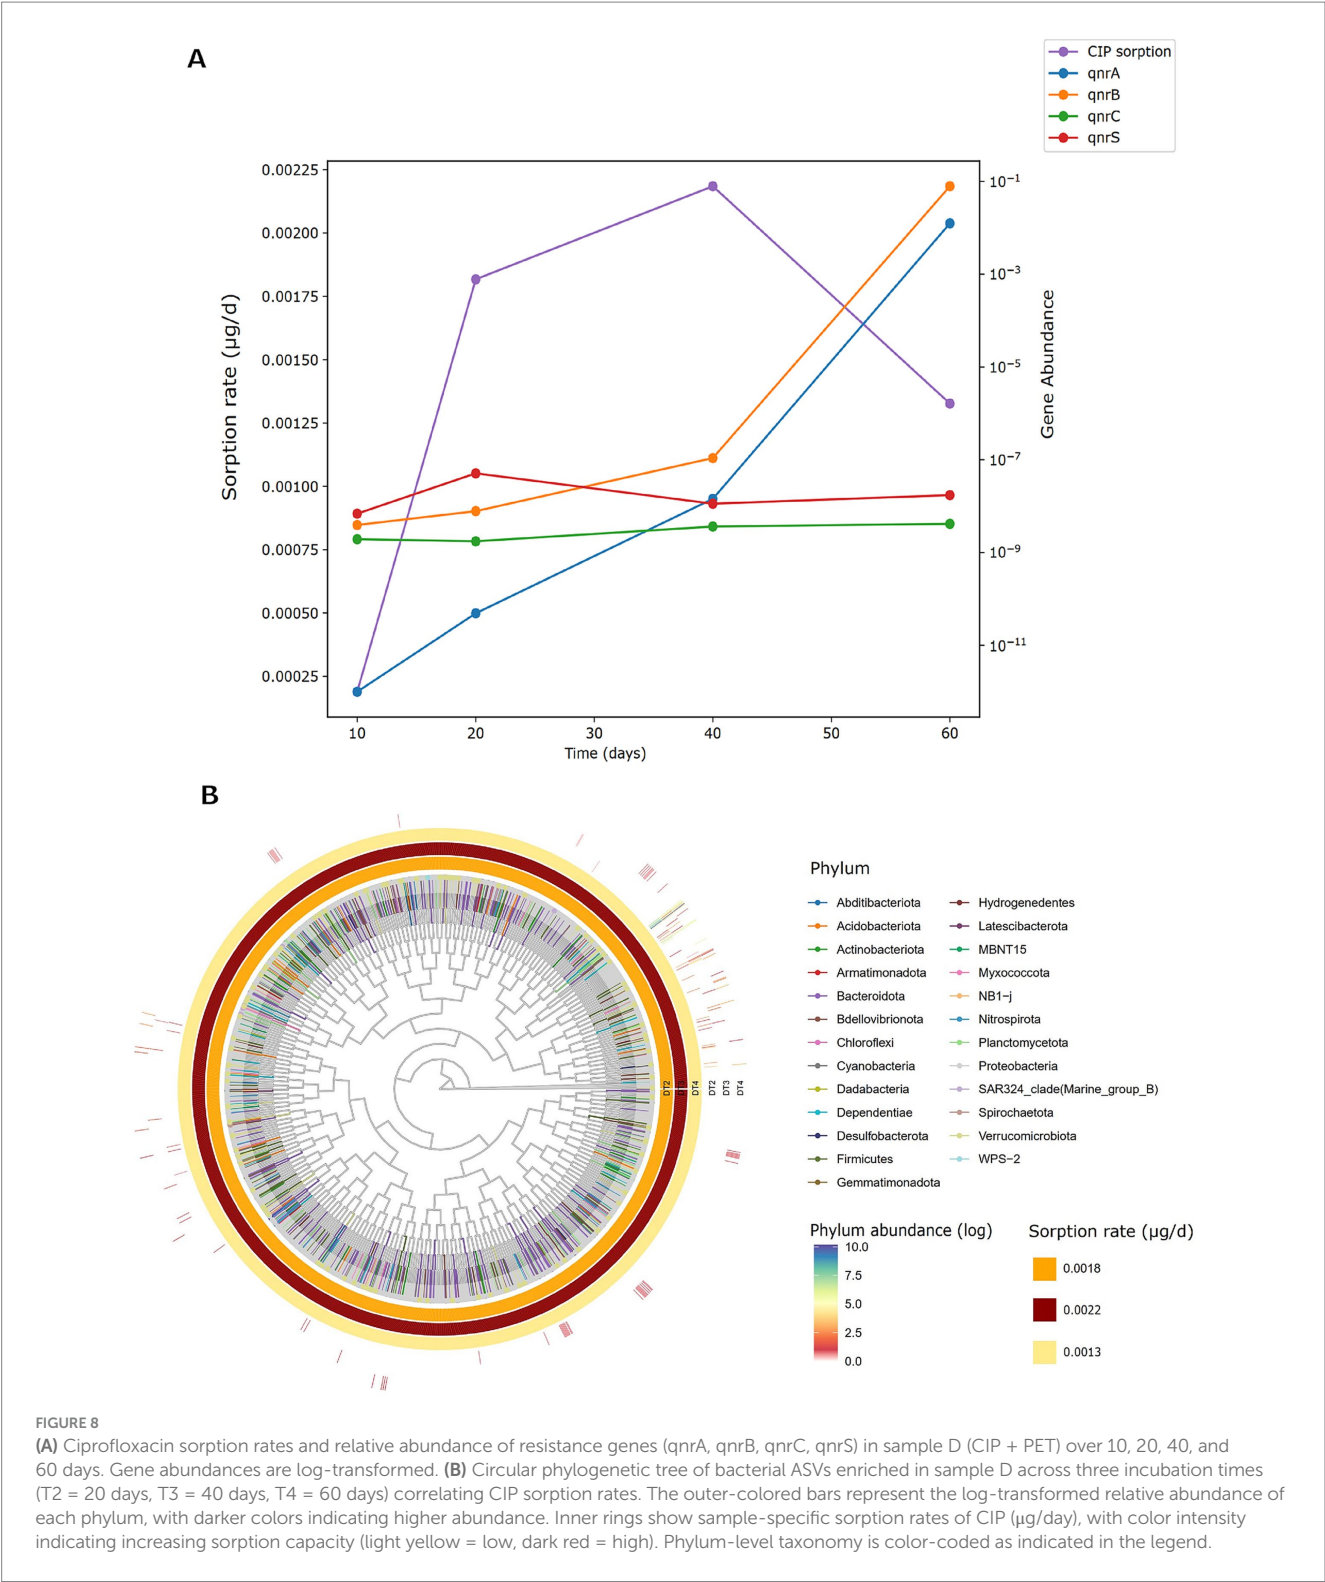 A
CIP sorption
qnrA
qnrB
qnrC
qnrS
0.00225
0.00200
0.00175
0.00150
0.00125
0.00100
0.00075
0.00050
0.00025
Sorption rate (µg/d)
10⁻¹
10⁻³
10⁻⁵
10⁻⁷
10⁻⁹
10⁻¹¹
Gene Abundance
10 20 30 40 50 60
Time (days)
B
DT2 DT3 DT4 DT2 DT3 DT4
Phylum
Abditibacteriota
Acidobacteriota
Actinobacteriota
Armatimonadota
Bacteroidota
Bdellovibrionota
Chloroflexi
Cyanobacteria
Dadabacteria
Dependentiae
Desulfobacterota
Firmicutes
Gemmatimonadota
Hydrogenedentes
Latescibacterota
MBNT15
Myxococcota
NB1−j
Nitrospirota
Planctomycetota
Proteobacteria
SAR324_clade(Marine_group_B)
Spirochaetota
Verrucomicrobiota
WPS−2
Phylum abundance (log)
10.0
7.5
5.0
2.5
0.0
Sorption rate (µg/d)
0.0018
0.0022
0.0013
FIGURE 8
(A) Ciprofloxacin sorption rates and relative abundance of resistance genes (qnrA, qnrB, qnrC, qnrS) in sample D (CIP + PET) over 10, 20, 40, and
60 days. Gene abundances are log-transformed. (B) Circular phylogenetic tree of bacterial ASVs enriched in sample D across three incubation times
(T2 = 20 days, T3 = 40 days, T4 = 60 days) correlating CIP sorption rates. The outer-colored bars represent the log-transformed relative abundance of
each phylum, with darker colors indicating higher abundance. Inner rings show sample-specific sorption rates of CIP (µg/day), with color intensity
indicating increasing sorption capacity (light yellow = low, dark red = high). Phylum-level taxonomy is color-coded as indicated in the legend.